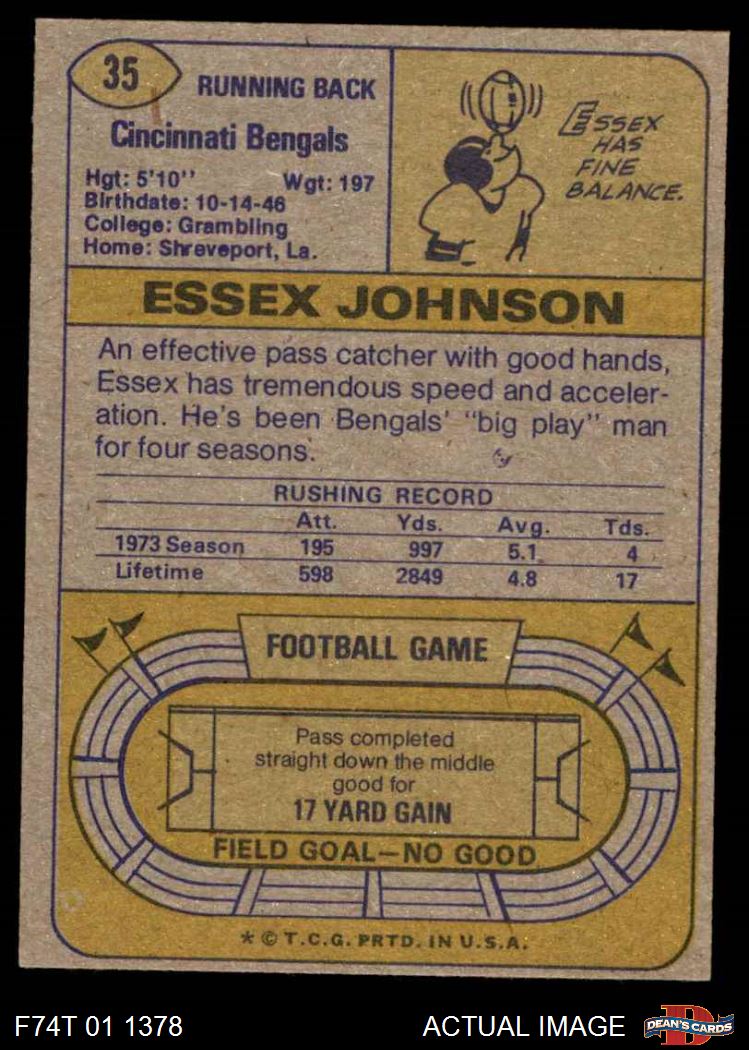 35
RUNNING BACK
Cincinnati Bengals
Hgt: 5'10'' Wgt: 197
Birthdate: 10-14-46
College: Grambling
Home: Shreveport, La.
ESSEX
HAS
FINE
BALANCE.
ESSEX JOHNSON
An effective pass catcher with good hands,
Essex has tremendous speed and acceler-
ation. He's been Bengals' "big play" man
for four seasons.
RUSHING RECORD
Att. Yds. Avg. Tds.
1973 Season 195 997 5.1 4
Lifetime 598 2849 4.8 17
FOOTBALL GAME
Pass completed
straight down the middle
good for
17 YARD GAIN
FIELD GOAL—NO GOOD
* © T.C.G. PRTD. IN U.S.A.
F74T 01 1378 ACTUAL IMAGE
D
DEAN'S CARDS